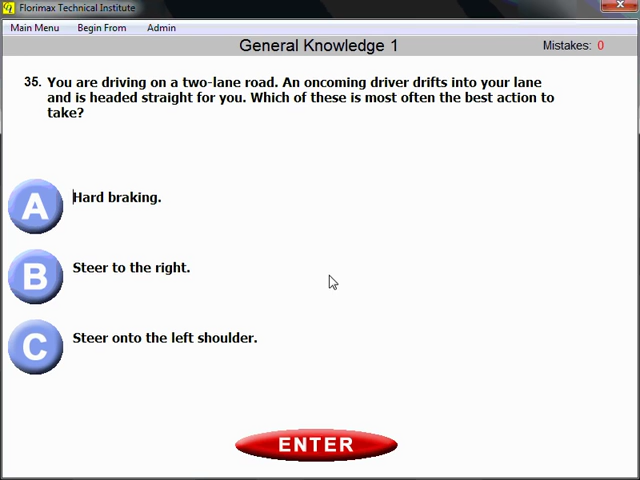 Florimax Technical Institute
Main Menu Begin From Admin
General Knowledge 1 Mistakes: 0
35. You are driving on a two-lane road. An oncoming driver drifts into your lane
and is headed straight for you. Which of these is most often the best action to
take?
A Hard braking.
B Steer to the right.
C Steer onto the left shoulder.
ENTER